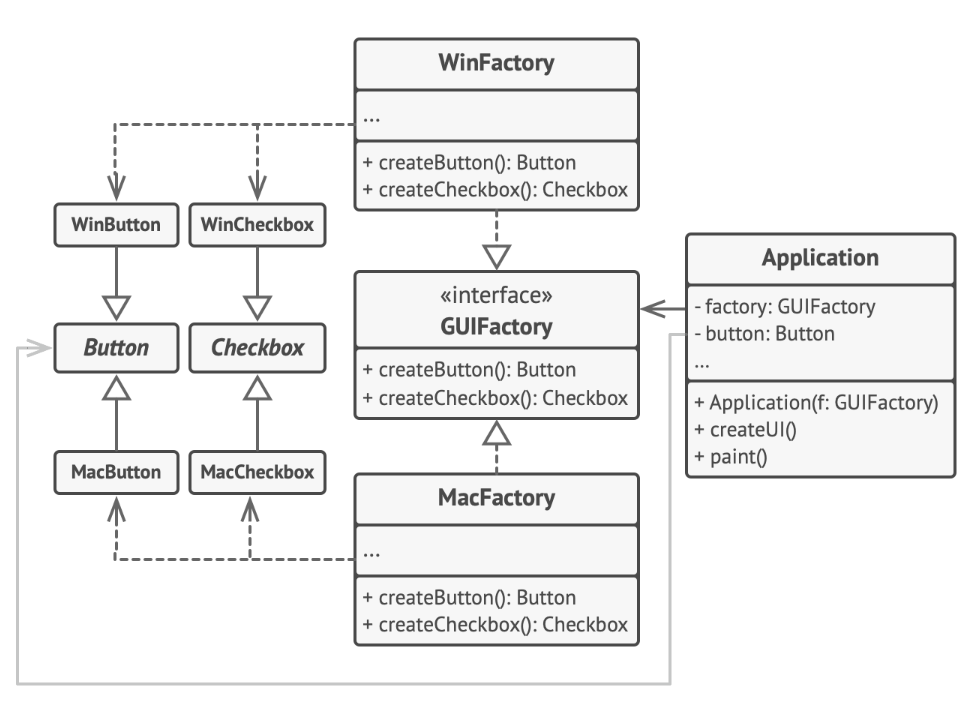 WinFactory
...
+ createButton(): Button
+ createCheckbox(): Checkbox
WinButton
WinCheckbox
Button
Checkbox
MacButton
MacCheckbox
«interface»
GUIFactory
+ createButton(): Button
+ createCheckbox(): Checkbox
Application
- factory: GUIFactory
- button: Button
...
+ Application(f: GUIFactory)
+ createUI()
+ paint()
MacFactory
...
+ createButton(): Button
+ createCheckbox(): Checkbox